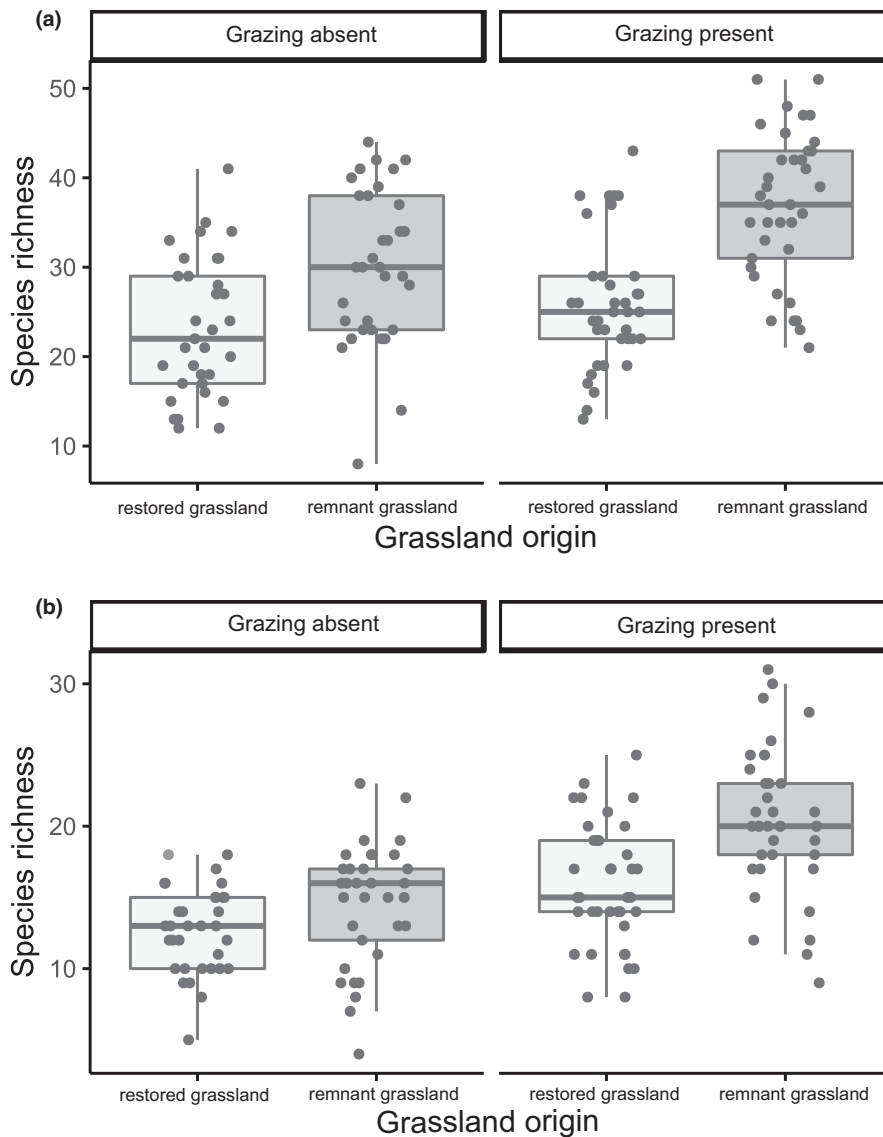 (a)
Grazing absent
Grazing present
Species richness
50
40
30
20
10
restored grassland
remnant grassland
restored grassland
remnant grassland
Grassland origin
(b)
Grazing absent
Grazing present
Species richness
30
20
10
restored grassland
remnant grassland
restored grassland
remnant grassland
Grassland origin